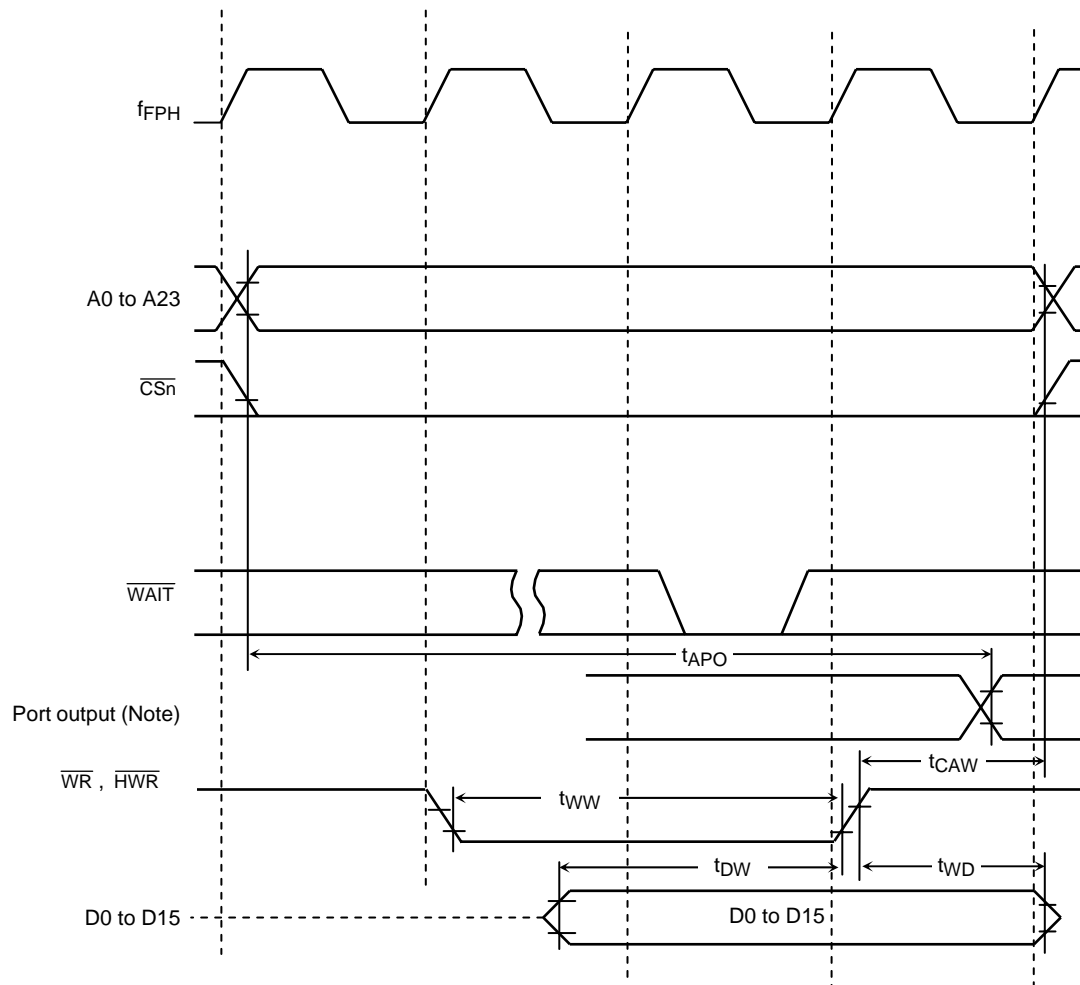 fFPH
A0 to A23
CSn
WAIT
tAPO
Port output (Note)
tCAW
WR , HWR
tWW
tDW
tWD
D0 to D15
D0 to D15